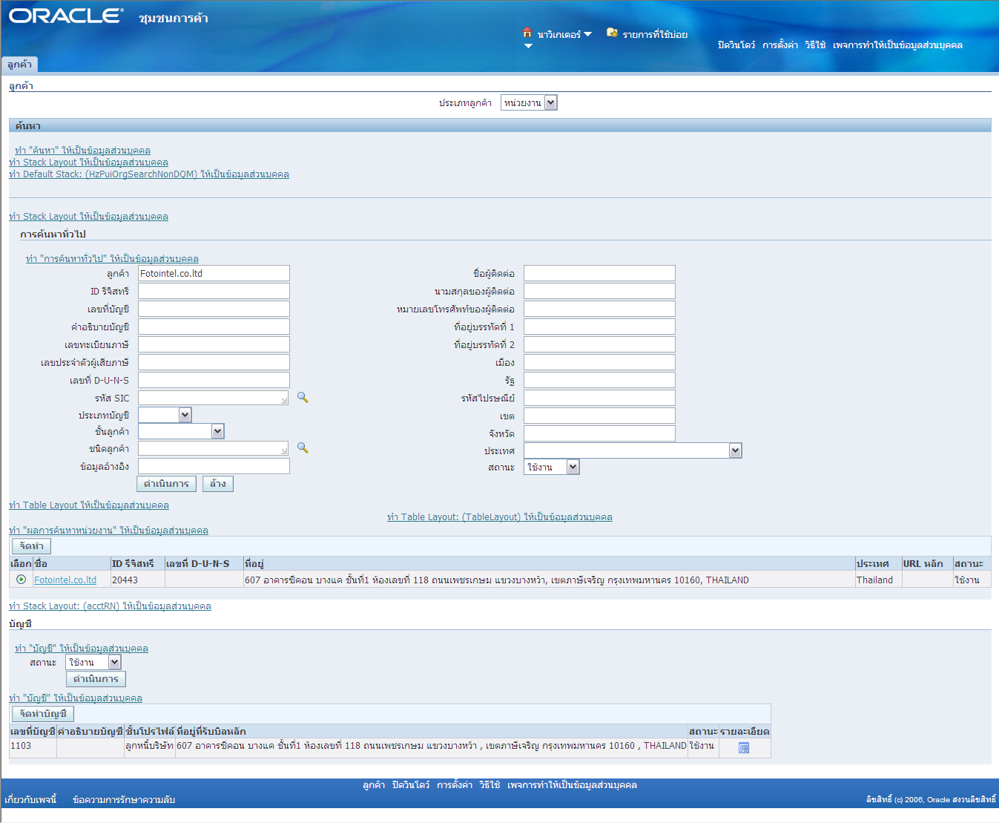 ORACLE® ชุมชนการค้า
นาวิเกเตอร์ รายการที่ใช้บ่อย
ปิดวินโดว์ การตั้งค่า วิธีใช้ เพจการทำให้เป็นข้อมูลส่วนบุคคล
ลูกค้า
ลูกค้า
ประเภทลูกค้า หน่วยงาน
ค้นหา
ทำ "ค้นหา" ให้เป็นข้อมูลส่วนบุคคล
ทำ Stack Layout ให้เป็นข้อมูลส่วนบุคคล
ทำ Default Stack: (HzPuiOrgSearchNonDQM) ให้เป็นข้อมูลส่วนบุคคล
ทำ Stack Layout ให้เป็นข้อมูลส่วนบุคคล
การค้นหาทั่วไป
ทำ "การค้นหาทั่วไป" ให้เป็นข้อมูลส่วนบุคคล
ลูกค้า Fotointel.co.ltd ชื่อผู้ติดต่อ
ID รีจิสทรี นามสกุลของผู้ติดต่อ
เลขที่บัญชี หมายเลขโทรศัพท์ของผู้ติดต่อ
คำอธิบายบัญชี ที่อยู่บรรทัดที่ 1
เลขทะเบียนภาษี ที่อยู่บรรทัดที่ 2
เลขประจำตัวผู้เสียภาษี เมือง
เลขที่ D-U-N-S รัฐ
รหัส SIC รหัสไปรษณีย์
ประเภทบัญชี เขต
ชั้นลูกค้า จังหวัด
ชนิดลูกค้า ประเทศ
ข้อมูลอ้างอิง สถานะ ใช้งาน
ดำเนินการ ล้าง
ทำ Table Layout ให้เป็นข้อมูลส่วนบุคคล
ทำ Table Layout: (TableLayout) ให้เป็นข้อมูลส่วนบุคคล
ทำ "ผลการค้นหาหน่วยงาน" ให้เป็นข้อมูลส่วนบุคคล
จัดทำ
เลือก ชื่อ ID รีจิสทรี เลขที่ D-U-N-S ที่อยู่ ประเทศ URL หลัก สถานะ
Fotointel.co.ltd 20443 607 อาคารซีคอน บางแค ชั้นที่1 ห้องเลขที่ 118 ถนนเพชรเกษม แขวงบางหว้า, เขตภาษีเจริญ กรุงเทพมหานคร 10160, THAILAND Thailand ใช้งาน
ทำ Stack Layout: (acctRN) ให้เป็นข้อมูลส่วนบุคคล
บัญชี
ทำ "บัญชี" ให้เป็นข้อมูลส่วนบุคคล
สถานะ ใช้งาน
ดำเนินการ
ทำ "บัญชี" ให้เป็นข้อมูลส่วนบุคคล
จัดทำบัญชี
เลขที่บัญชี คำอธิบายบัญชี ชั้นโปรไฟล์ ที่อยู่ที่รับบิลหลัก สถานะ รายละเอียด
1103 ลูกหนี้บริษัท 607 อาคารซีคอน บางแค ชั้นที่1 ห้องเลขที่ 118 ถนนเพชรเกษม แขวงบางหว้า , เขตภาษีเจริญ กรุงเทพมหานคร 10160 , THAILAND ใช้งาน
ลูกค้า ปิดวินโดว์ การตั้งค่า วิธีใช้ เพจการทำให้เป็นข้อมูลส่วนบุคคล
เกี่ยวกับเพจนี้ ข้อความการรักษาความลับ ลิขสิทธิ์ (c) 2006, Oracle สงวนลิขสิทธิ์